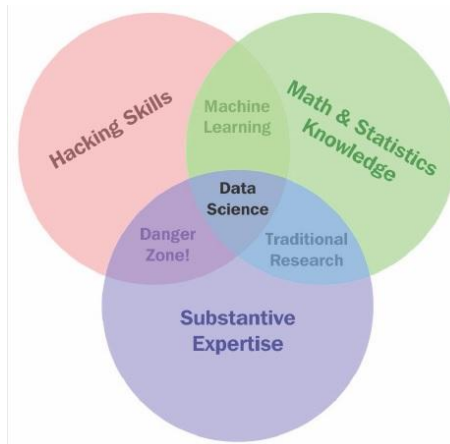 Hacking Skills
Machine
Learning
Math & Statistics
Knowledge
Data
Science
Danger
Zone!
Traditional
Research
Substantive
Expertise